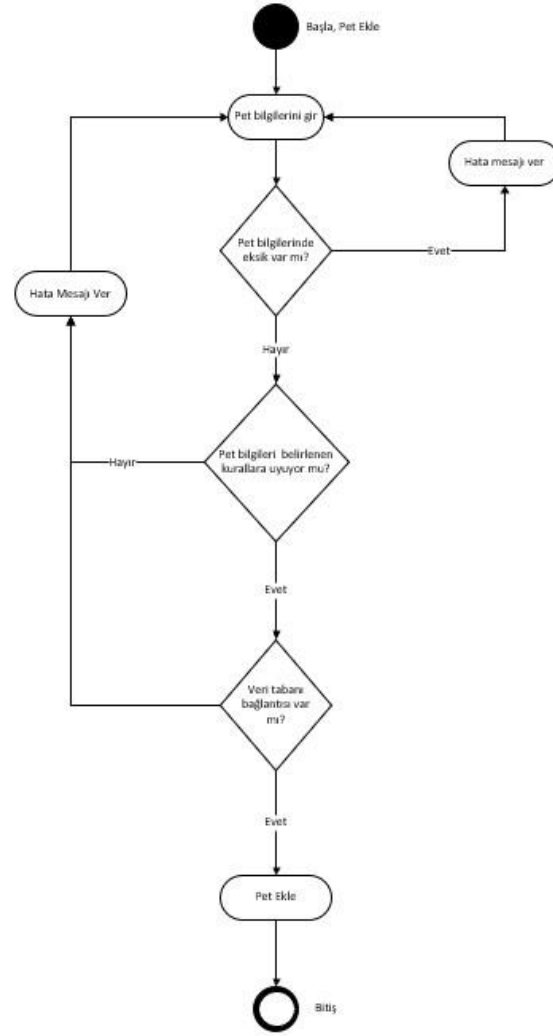 Başla, Pet Ekle
Pet bilgilerini gir
Hata mesajı ver
Pet bilgilerinde
eksik var mı?
Evet
Hata Mesajı Ver
Hayır
Pet bilgileri belirlenen
kurallara uyuyor mu?
Hayır
Evet
Veri tabanı
bağlantısı var
mı?
Evet
Pet Ekle
Bitiş